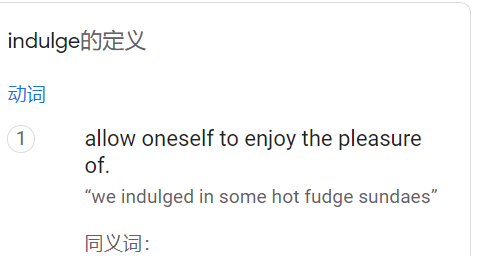 indulge的定义
动词
1
allow oneself to enjoy the pleasure
of.
“we indulged in some hot fudge sundaes”
同义词：